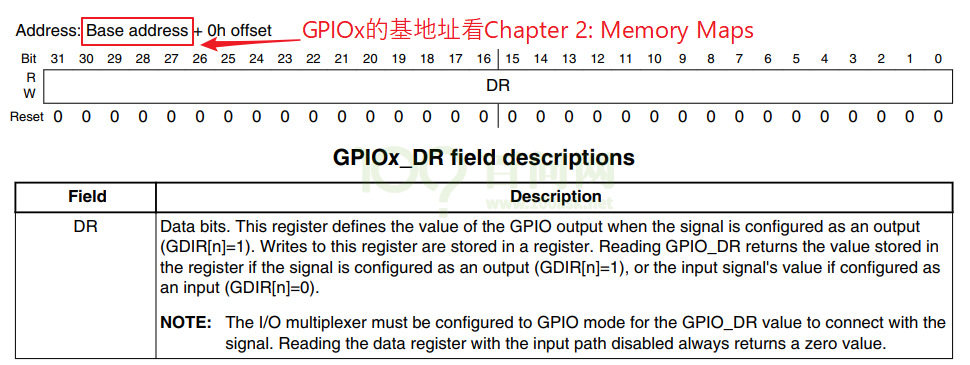 Address: Base address + 0h offset GPIOx的基地址看Chapter 2: Memory Maps
Bit 31 30 29 28 27 26 25 24 23 22 21 20 19 18 17 16 15 14 13 12 11 10 9 8 7 6 5 4 3 2 1 0
R
DR
W
Reset 0 0 0 0 0 0 0 0 0 0 0 0 0 0 0 0 0 0 0 0 0 0 0 0 0 0 0 0 0 0 0 0
GPIOx_DR field descriptions
百问网
www.100ask.net
Field Description
DR Data bits. This register defines the value of the GPIO output when the signal is configured as an output
(GDIR[n]=1). Writes to this register are stored in a register. Reading GPIO_DR returns the value stored in
the register if the signal is configured as an output (GDIR[n]=1), or the input signal's value if configured as
an input (GDIR[n]=0).
NOTE: The I/O multiplexer must be configured to GPIO mode for the GPIO_DR value to connect with the
signal. Reading the data register with the input path disabled always returns a zero value.